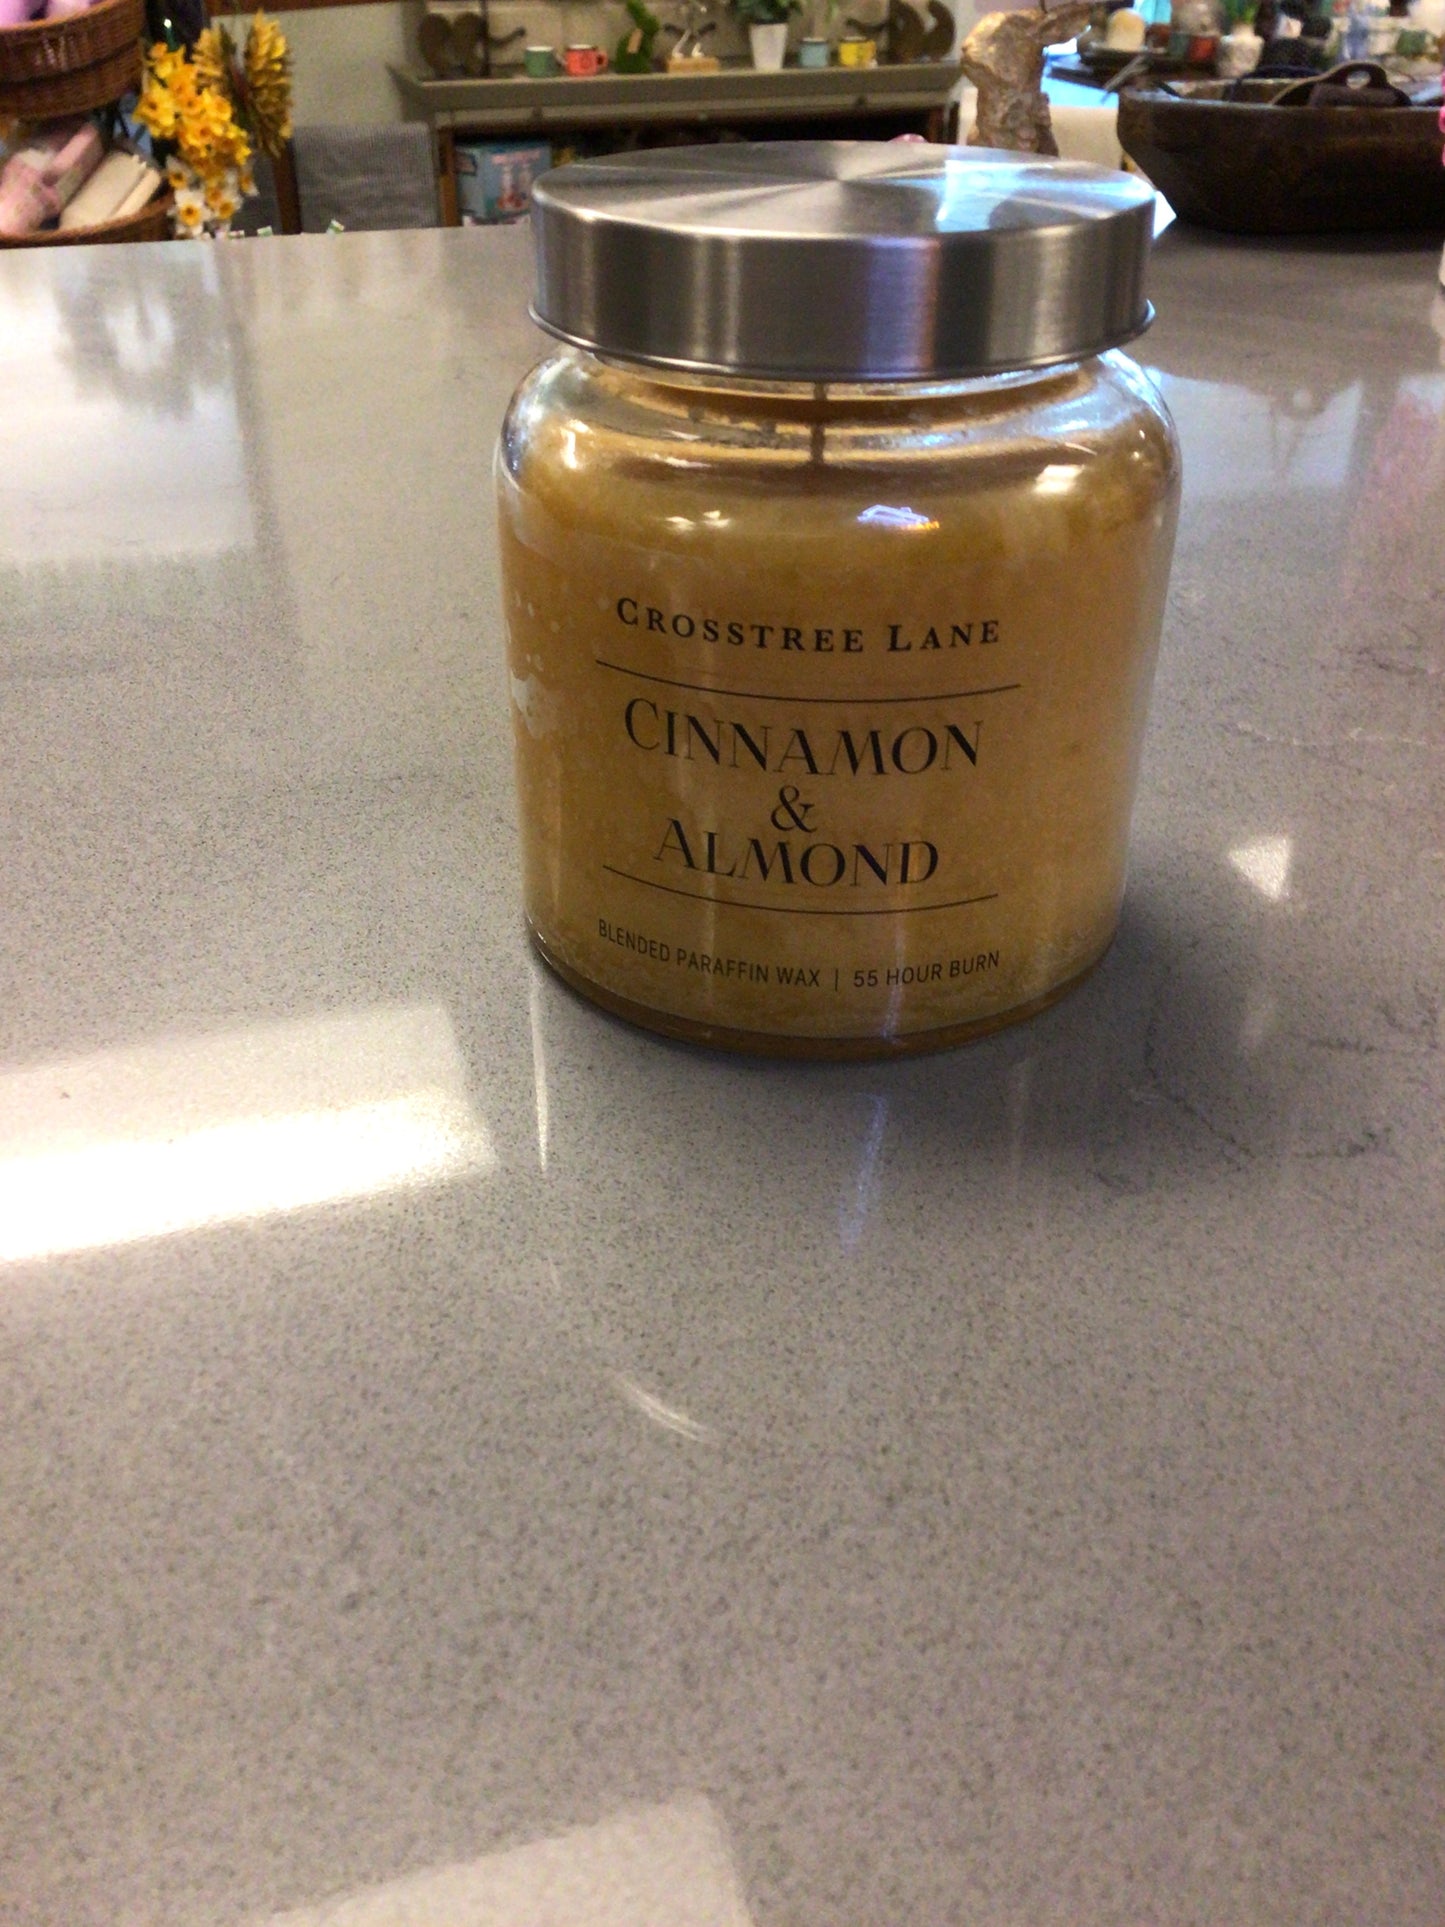 CROSSTREE LANE
CINNAMON
&
ALMOND
BLENDED PARAFFIN WAX | 55 HOUR BURN